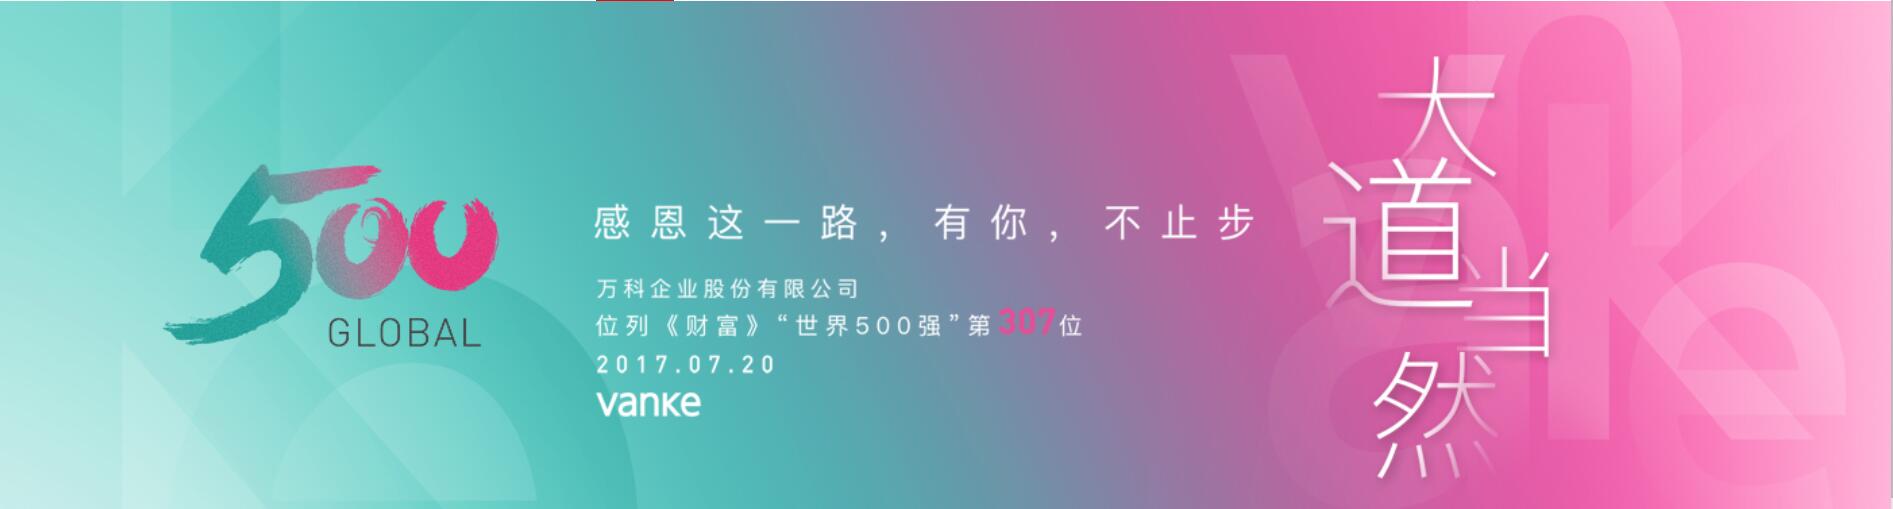 500
GLOBAL
感恩这一路，有你，不止步
万科企业股份有限公司
位列《财富》“世界500强”第307位
2017.07.20
vanke
大道当然
vanke